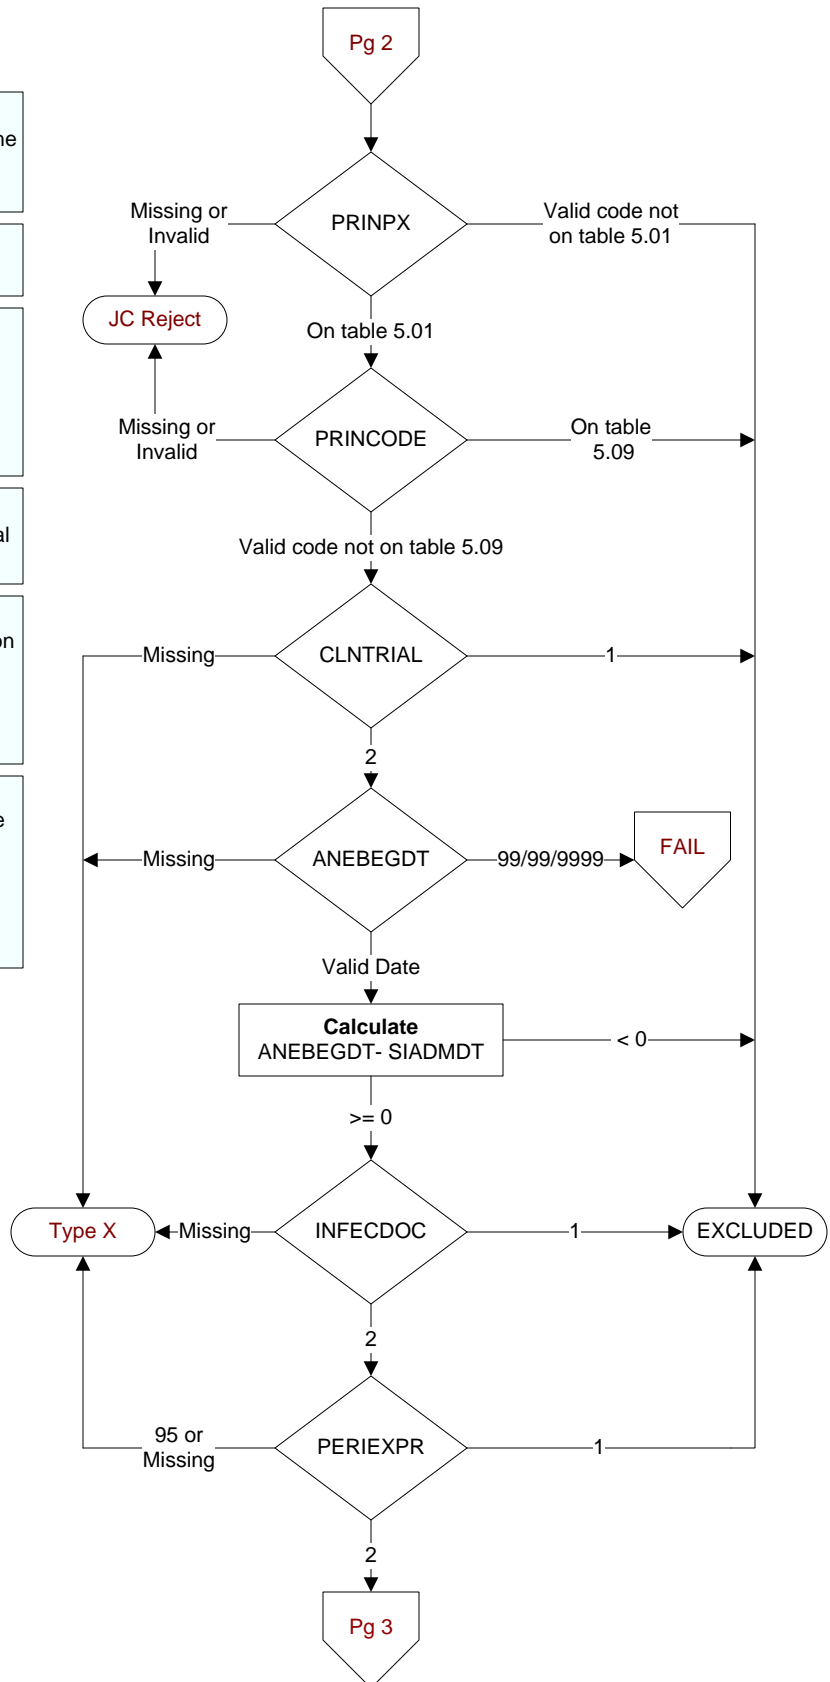 Pg 2
PRINPX
Missing or
Invalid
Valid code not
on table 5.01
JC Reject
On table 5.01
PRINCODE
Missing or
Invalid
On table
5.09
Valid code not on table 5.09
CLNTRIAL
Missing
1
2
ANEBEGDT
Missing
99/99/9999
FAIL
Valid Date
Calculate
ANEBEGDT- SIADMDT
< 0
>= 0
Type X
Missing
INFECDOC
1
EXCLUDED
2
95 or
Missing
PERIEXPR
1
2
Pg 3